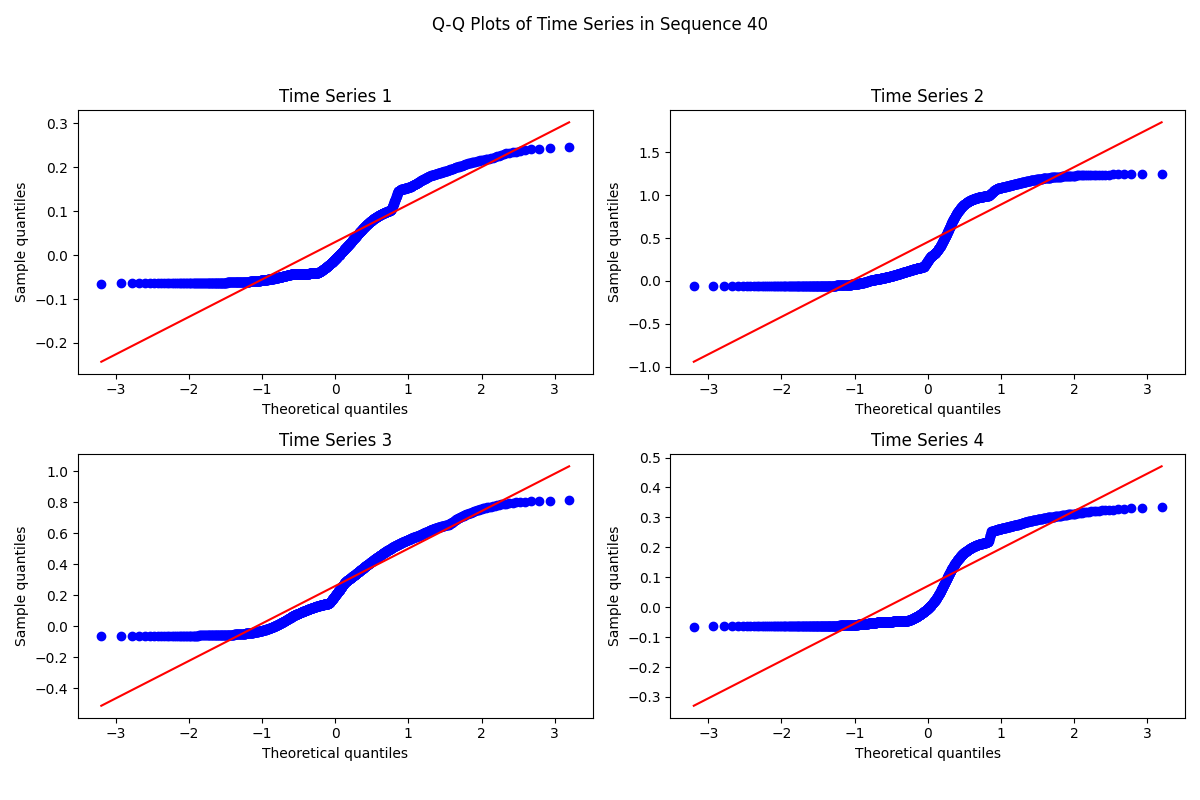 Q-Q Plots of Time Series in Sequence 40
Time Series 1
0.3
0.2
0.1
0.0
−0.1
−0.2
Sample quantiles
−3 −2 −1 0 1 2 3
Theoretical quantiles
Time Series 2
1.5
1.0
0.5
0.0
−0.5
−1.0
Sample quantiles
−3 −2 −1 0 1 2 3
Theoretical quantiles
Time Series 3
1.0
0.8
0.6
0.4
0.2
0.0
−0.2
−0.4
Sample quantiles
−3 −2 −1 0 1 2 3
Theoretical quantiles
Time Series 4
0.5
0.4
0.3
0.2
0.1
0.0
−0.1
−0.2
−0.3
Sample quantiles
−3 −2 −1 0 1 2 3
Theoretical quantiles